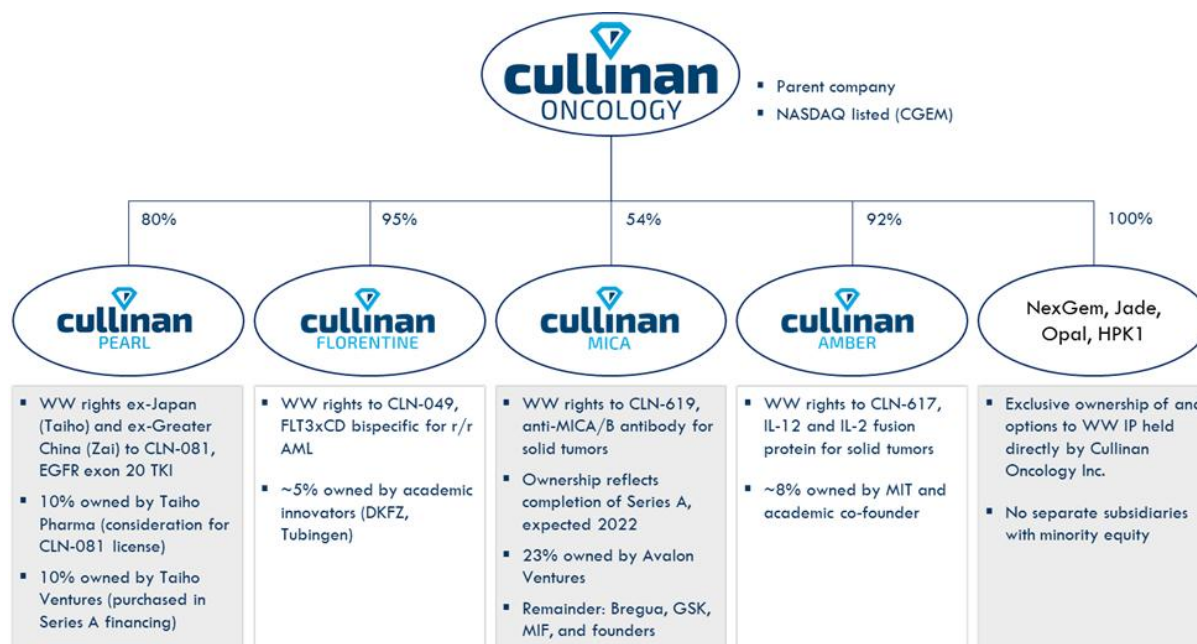 cullinan
ONCOLOGY
▪ Parent company
▪ NASDAQ listed (CGEM)
80%
95%
54%
92%
100%
cullinan
PEARL
cullinan
FLORENTINE
cullinan
MICA
cullinan
AMBER
NexGem, Jade,
Opal, HPK1
▪ WW rights ex-Japan
(Taiho) and ex-Greater
China (Zai) to CLN-081,
EGFR exon 20 TKI
▪ 10% owned by Taiho
Pharma (consideration for
CLN-081 license)
▪ 10% owned by Taiho
Ventures (purchased in
Series A financing)
▪ WW rights to CLN-049,
FLT3xCD bispecific for r/r
AML
▪ ~5% owned by academic
innovators (DKFZ,
Tubingen)
▪ WW rights to CLN-619,
anti-MICA/B antibody for
solid tumors
▪ Ownership reflects
completion of Series A,
expected 2022
▪ 23% owned by Avalon
Ventures
▪ Remainder: Bregua, GSK,
MIF, and founders
▪ WW rights to CLN-617,
IL-12 and IL-2 fusion
protein for solid tumors
▪ ~8% owned by MIT and
academic co-founder
▪ Exclusive ownership of and
options to WW IP held
directly by Cullinan
Oncology Inc.
▪ No separate subsidiaries
with minority equity